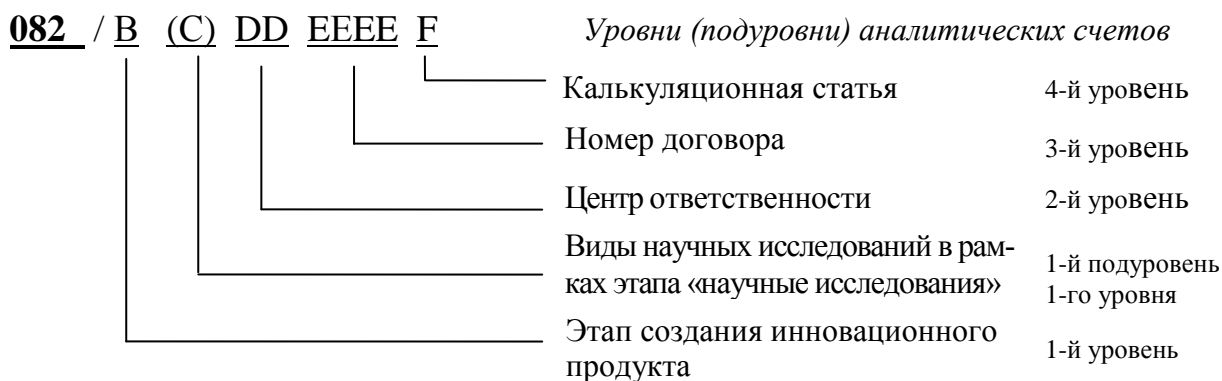 082 / B (C) DD EEEE F Уровни (подуровни) аналитических счетов
Калькуляционная статья 4-й уровень
Номер договора 3-й уровень
Центр ответственности 2-й уровень
Виды научных исследований в рам-
ках этапа «научные исследования»
1-й подуровень
1-го уровня
Этап создания инновационного
продукта
1-й уровень